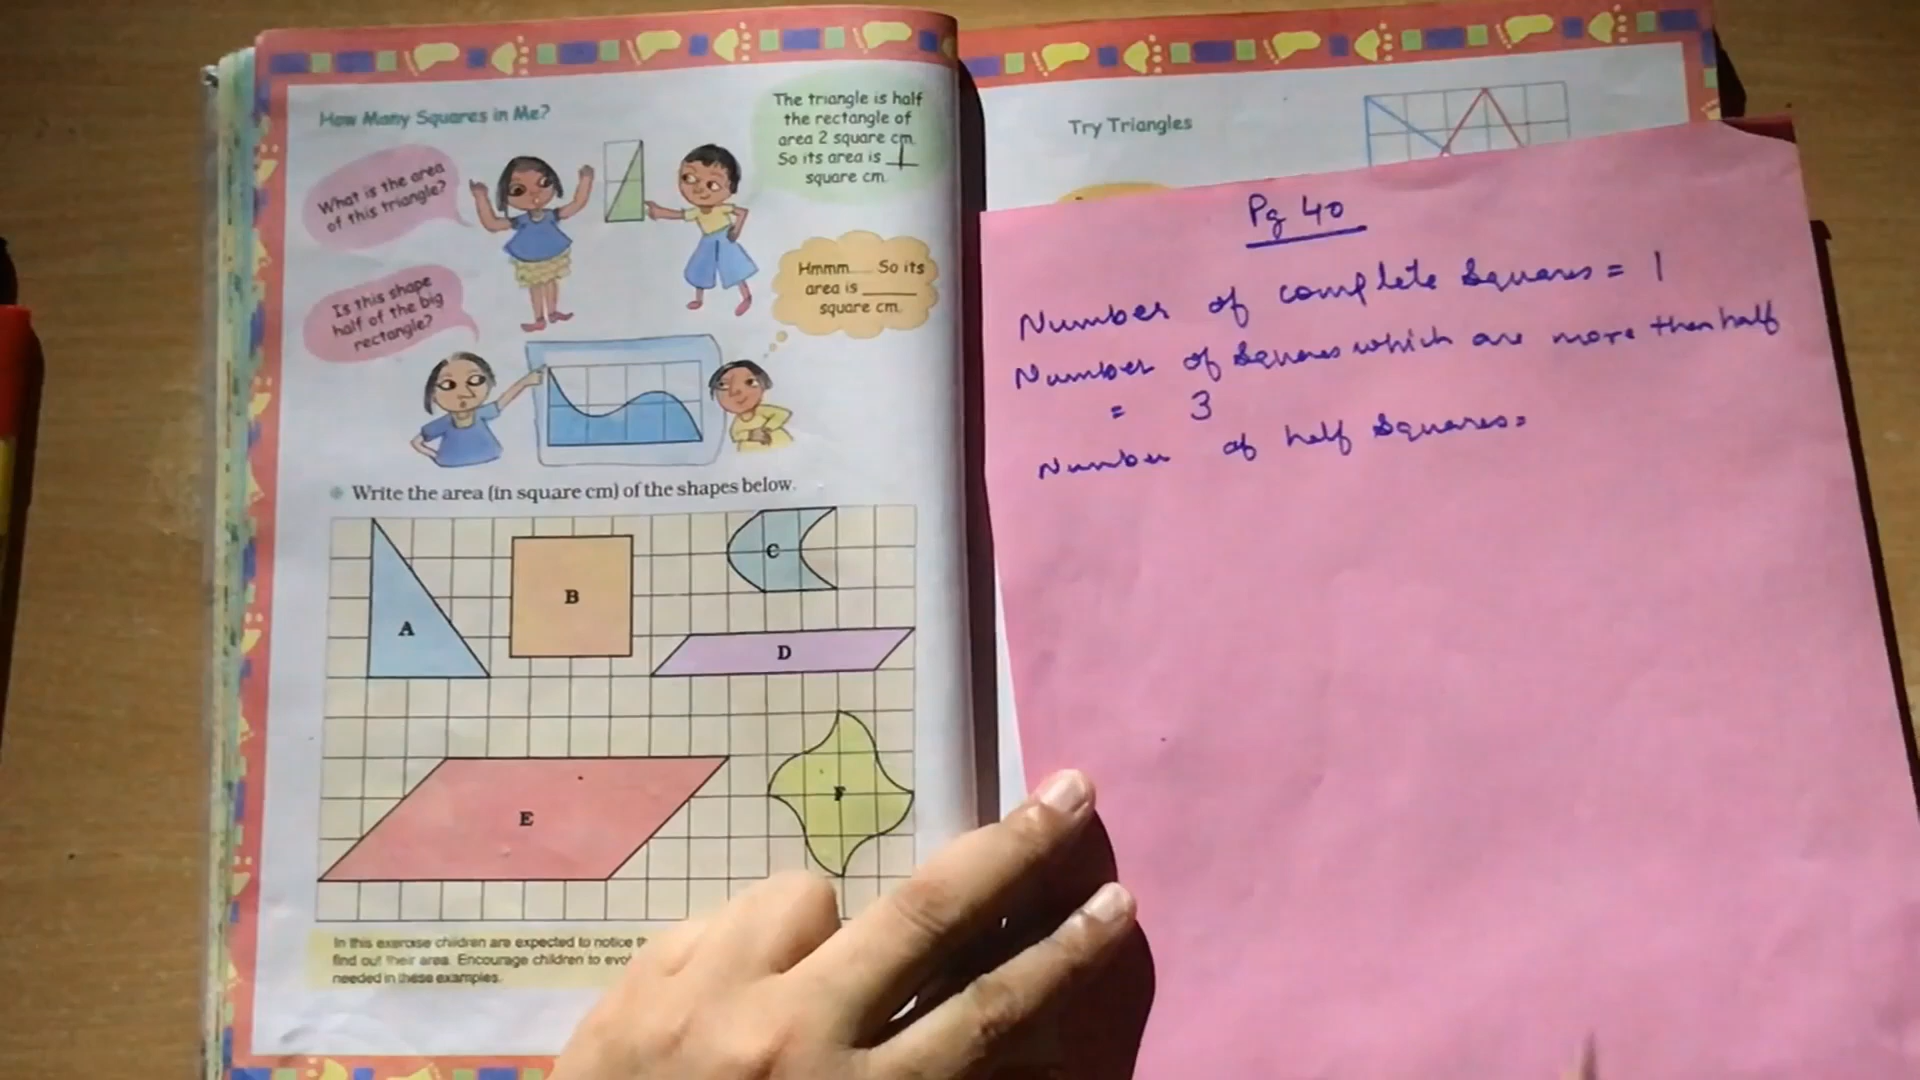 How Many Squares in Me?
What is the area
of this triangle?
The triangle is half
the rectangle of
area 2 square cm.
So its area is 1
square cm.
Is this shape
half of the big
rectangle?
Hmmm.... So its
area is ______
square cm.
Write the area (in square cm) of the shapes below.
A
B
C
D
E
F
In this exercise children are expected to notice
find out their area. Encourage children to
needed in these examples.
Try Triangles
Pg 40
Number of complete Squares = 1
Number of Squares which are more then half
= 3
Number of half Squares=